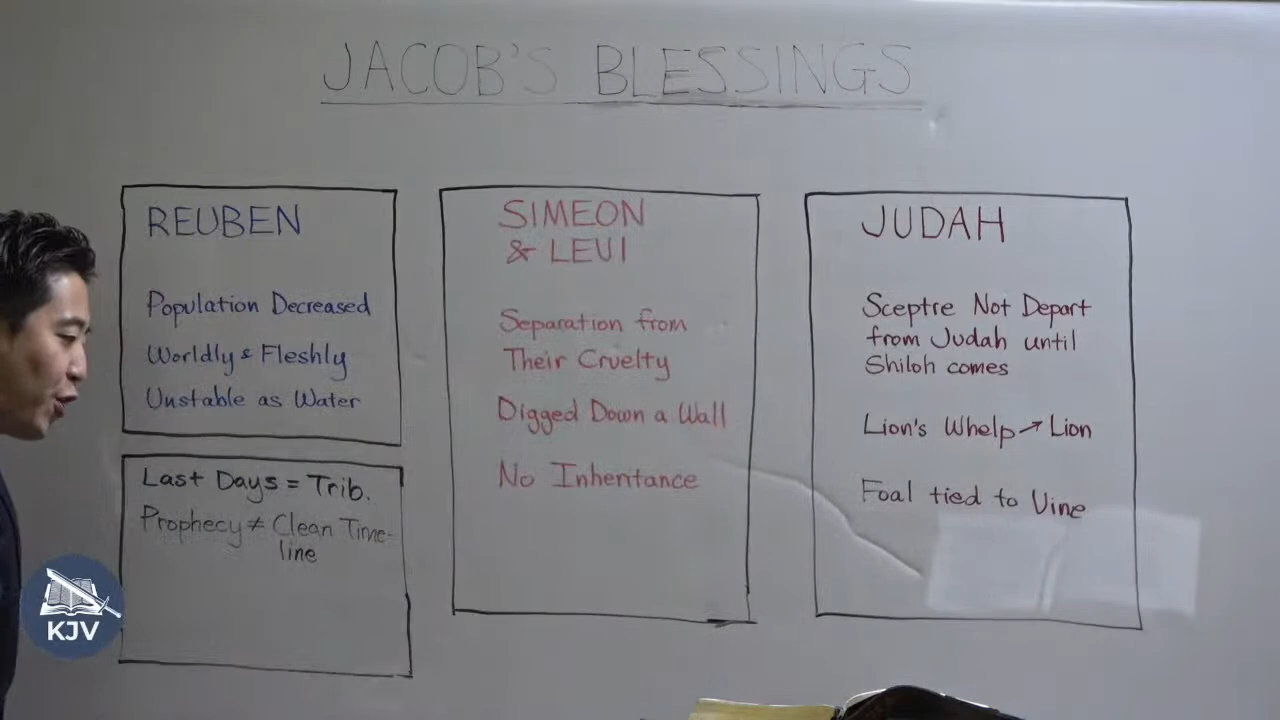 JACOB'S BLESSINGS
REUBEN
Population Decreased
Worldly & Fleshly
Unstable as Water
Last Days = Trib.
Prophecy ≠ Clean Time-
line
SIMEON
& LEVI
Separation from
Their Cruelty
Digged Down a Wall
No Inheritance
JUDAH
Sceptre Not Depart
from Judah until
Shiloh comes
Lion's Whelp → Lion
Foal tied to Vine
KJV